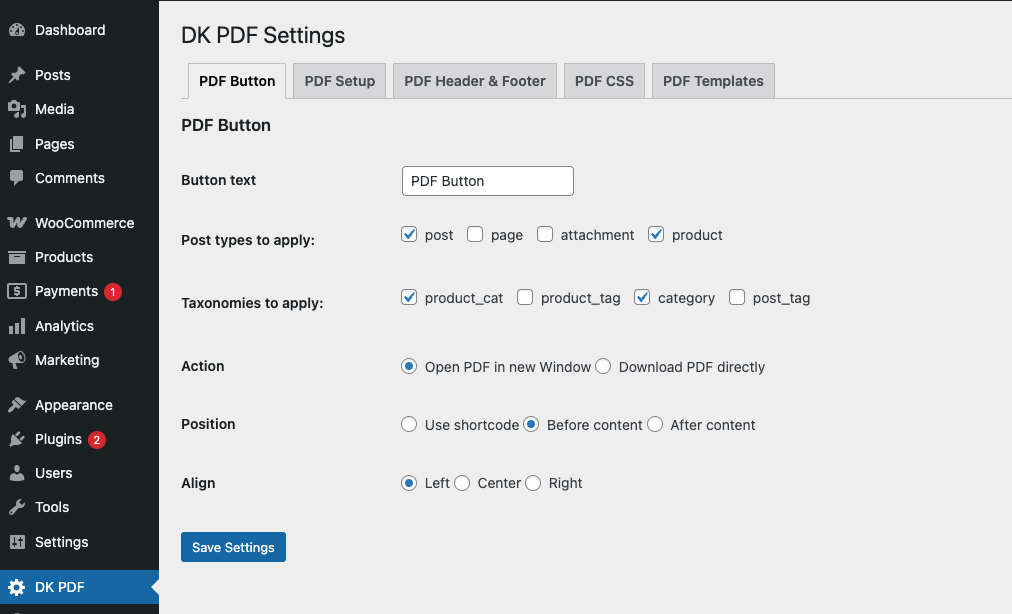 Dashboard
Posts
Media
Pages
Comments
WooCommerce
Products
Payments 1
Analytics
Marketing
Appearance
Plugins 2
Users
Tools
Settings
DK PDF
DK PDF Settings
PDF Button PDF Setup PDF Header & Footer PDF CSS PDF Templates
PDF Button
Button text PDF Button
Post types to apply: post page attachment product
Taxonomies to apply: product_cat product_tag category post_tag
Action Open PDF in new Window Download PDF directly
Position Use shortcode Before content After content
Align Left Center Right
Save Settings